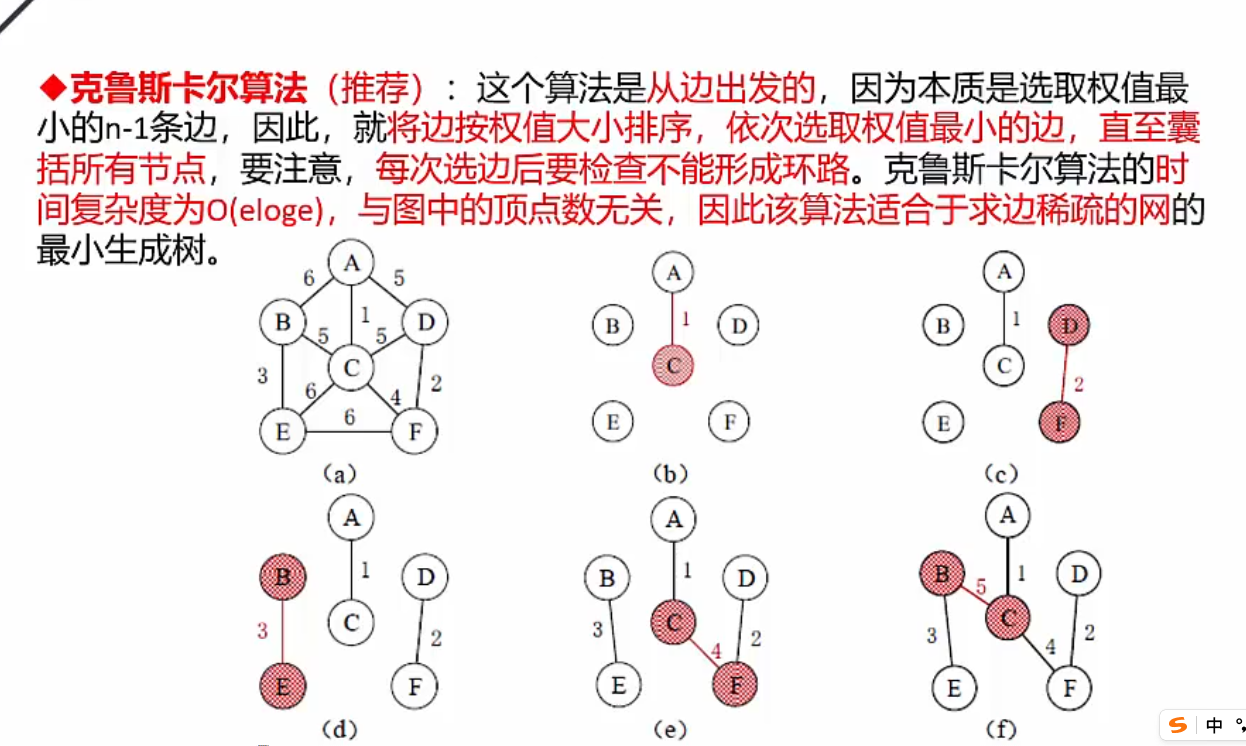 ◆克鲁斯卡尔算法（推荐）：这个算法是从边出发的，因为本质是选取权值最
小的n-1条边，因此，就将边按权值大小排序，依次选取权值最小的边，直至囊
括所有节点，要注意，每次选边后要检查不能形成环路。克鲁斯卡尔算法的时
间复杂度为O(eloge)，与图中的顶点数无关，因此该算法适合于求边稀疏的网的
最小生成树。
A
6
5
B
1
D
5
5
C
3
6
4
2
E
6
F
(a)
A
B
1
D
C
E
F
(b)
A
B
1
D
C
2
E
F
(c)
A
B
1
D
3
C
2
E
F
(d)
A
B
1
D
3
C
2
4
E
F
(e)
A
B
5
1
D
C
3
4
2
E
F
(f)
S 中 °,